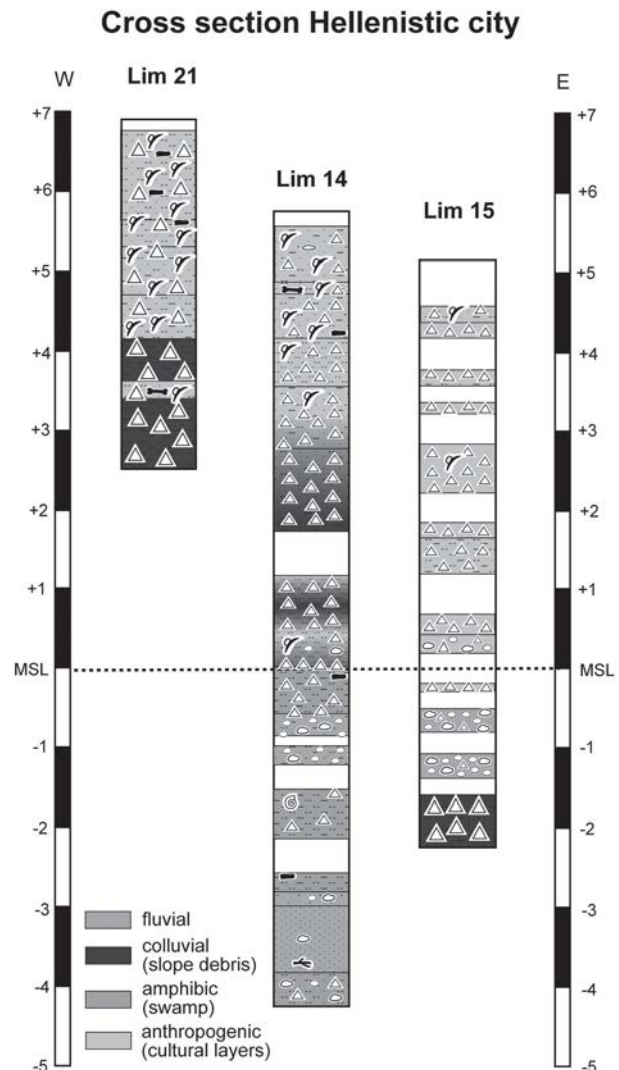 Cross section Hellenistic city
W
Lim 21
E
Lim 14
Lim 15
+7
+6
+5
+4
+3
+2
+1
MSL
-1
-2
-3
-4
-5
+7
+6
+5
+4
+3
+2
+1
MSL
-1
-2
-3
-4
-5
fluvial
colluvial
(slope debris)
amphibic
(swamp)
anthropogenic
(cultural layers)